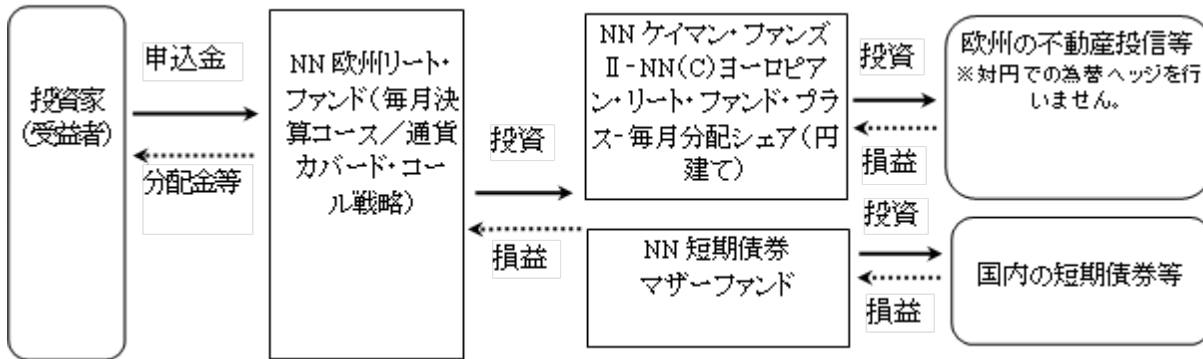 投資家
(受益者)
申込金
分配金等
NN 欧州リート・
ファンド(毎月決
算コース/通貨
カバード・コー
ル戦略)
投資
損益
NN ケイマン・ファンズ
Ⅱ-NN(C)ヨーロピア
ン・リート・ファンド・プラ
ス-毎月分配シェア(円
建て)
NN 短期債券
マザーファンド
投資
損益
投資
損益
欧州の不動産投信等
※対円での為替ヘッジを行
いません。
国内の短期債券等